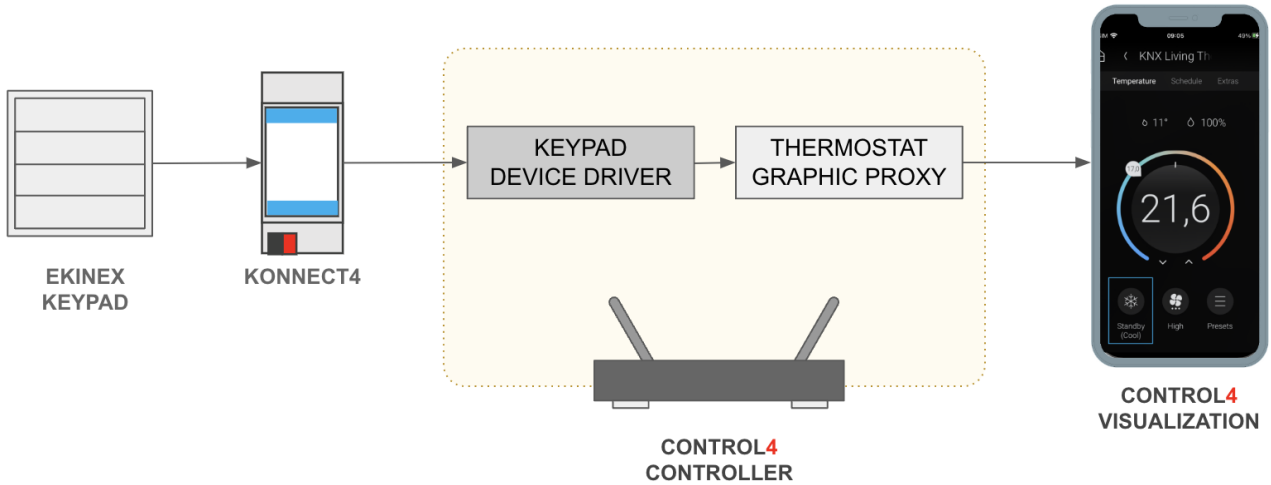 EKINEX
KEYPAD
KONNECT4
KEYPAD
DEVICE DRIVER
THERMOSTAT
GRAPHIC PROXY
CONTROL4
CONTROLLER
09:05
49%
KNX Living Th
Temperature Schedule Extras
11° 100%
21,6
Standby
(Cool)
High
Presets
CONTROL4
VISUALIZATION